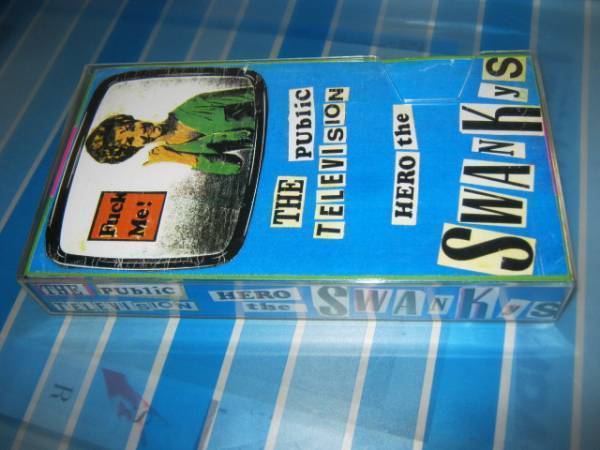 THE PUbliC
TELEVISION
HERO the
SWANKys
Fuck
Me!
THE PUbliC HERO SWANKys
TELEVISION the
R